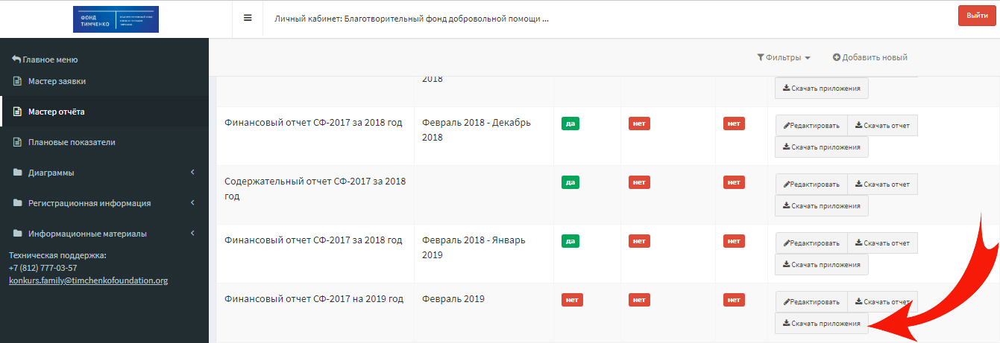 ФОНД
ТИМЧЕНКО
Личный кабинет: Благотворительный фонд добровольной помощи ...
Выйти
Главное меню
Мастер заявки
Мастер отчёта
Плановые показатели
Диаграммы
Регистрационная информация
Информационные материалы
Техническая поддержка:
+7 (812) 777-03-57
konkurs.family@timchenkofoundation.org
Фильтры
Добавить новый
2018
Скачать приложения
Финансовый отчет СФ-2017 за 2018 год
Февраль 2018 - Декабрь
2018
да
нет
нет
Редактировать
Скачать отчет
Скачать приложения
Содержательный отчет СФ-2017 за 2018
год
да
нет
нет
Редактировать
Скачать отчет
Скачать приложения
Финансовый отчет СФ-2017 за 2018 год
Февраль 2018 - Январь
2019
да
нет
нет
Редактировать
Скачать отчет
Скачать приложения
Финансовый отчет СФ-2017 на 2019 год
Февраль 2019
нет
нет
нет
Редактировать
Скачать отчет
Скачать приложения